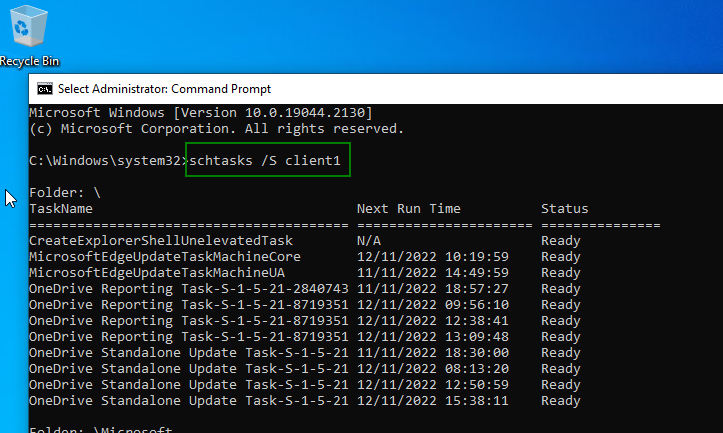 Recycle Bin
Select Administrator: Command Prompt
Microsoft Windows [Version 10.0.19044.2130]
(c) Microsoft Corporation. All rights reserved.
C:\Windows\system32>schtasks /S client1
Folder: \
TaskName                                 Next Run Time          Status
======================================== ====================== ===============
CreateExplorerShellUnelevatedTask        N/A                    Ready
MicrosoftEdgeUpdateTaskMachineCore       12/11/2022 10:19:59    Ready
MicrosoftEdgeUpdateTaskMachineUA         11/11/2022 14:49:59    Ready
OneDrive Reporting Task-S-1-5-21-2840743 11/11/2022 18:57:27    Ready
OneDrive Reporting Task-S-1-5-21-8719351 12/11/2022 09:56:10    Ready
OneDrive Reporting Task-S-1-5-21-8719351 12/11/2022 12:38:41    Ready
OneDrive Reporting Task-S-1-5-21-8719351 12/11/2022 13:09:48    Ready
OneDrive Standalone Update Task-S-1-5-21 11/11/2022 18:30:00    Ready
OneDrive Standalone Update Task-S-1-5-21 12/11/2022 08:13:20    Ready
OneDrive Standalone Update Task-S-1-5-21 12/11/2022 12:50:59    Ready
OneDrive Standalone Update Task-S-1-5-21 12/11/2022 15:38:11    Ready
Folder: \Microsoft